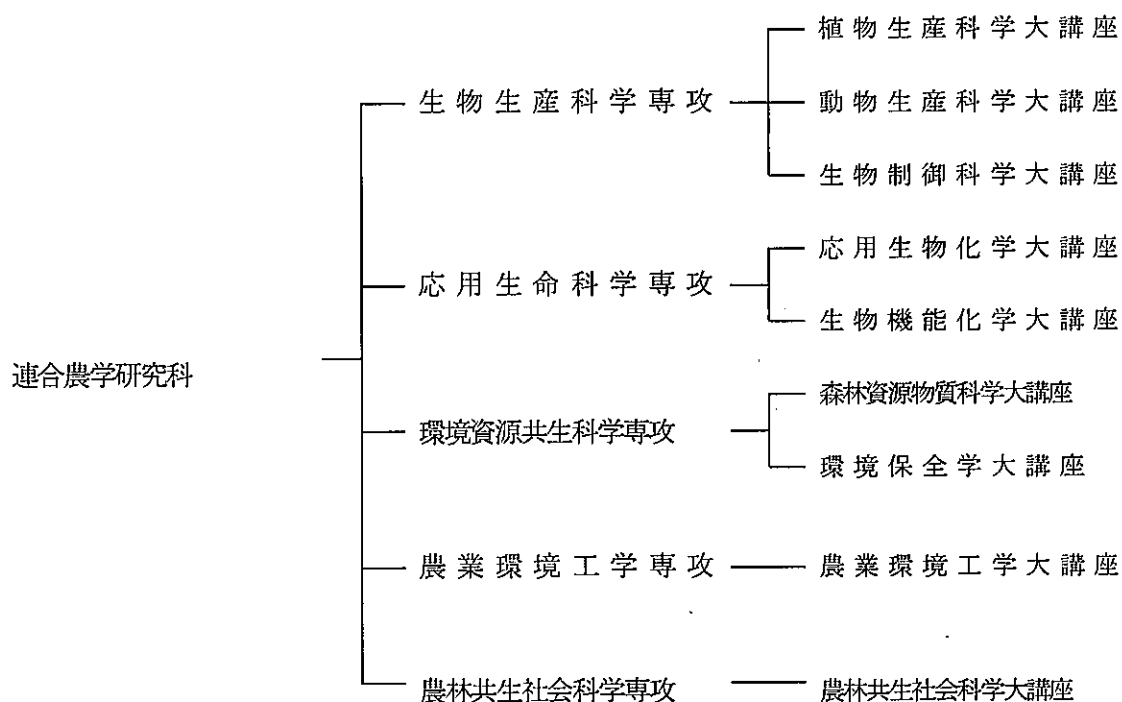 植物生産科学大講座
生物生産科学専攻
動物生産科学大講座
生物制御科学大講座
応用生物化学大講座
応用生命科学専攻
生物機能化学大講座
連合農学研究科
森林資源物質科学大講座
環境資源共生科学専攻
環境保全学大講座
農業環境工学専攻
農業環境工学大講座
農林共生社会科学専攻
農林共生社会科学大講座